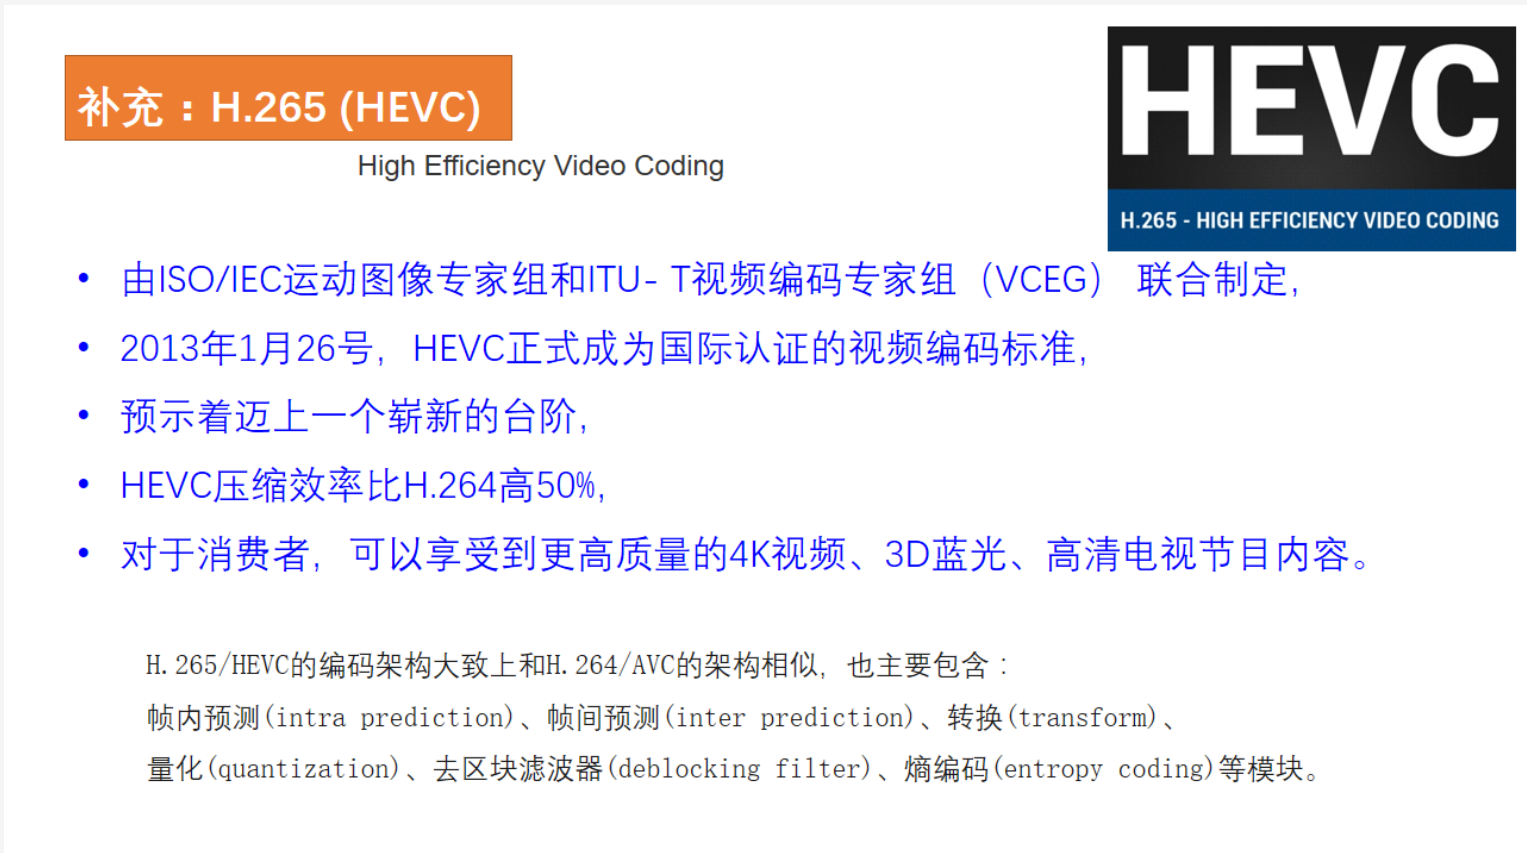 补充：H.265 (HEVC)
High Efficiency Video Coding
HEVC
H.265 - HIGH EFFICIENCY VIDEO CODING
• 由ISO/IEC运动图像专家组和ITU- T视频编码专家组（VCEG） 联合制定,
• 2013年1月26号, HEVC正式成为国际认证的视频编码标准,
• 预示着迈上一个崭新的台阶,
• HEVC压缩效率比H.264高50%,
• 对于消费者, 可以享受到更高质量的4K视频、3D蓝光、高清电视节目内容。
H.265/HEVC的编码架构大致上和H.264/AVC的架构相似, 也主要包含：
帧内预测(intra prediction)、帧间预测(inter prediction)、转换(transform)、
量化(quantization)、去区块滤波器(deblocking filter)、熵编码(entropy coding)等模块。